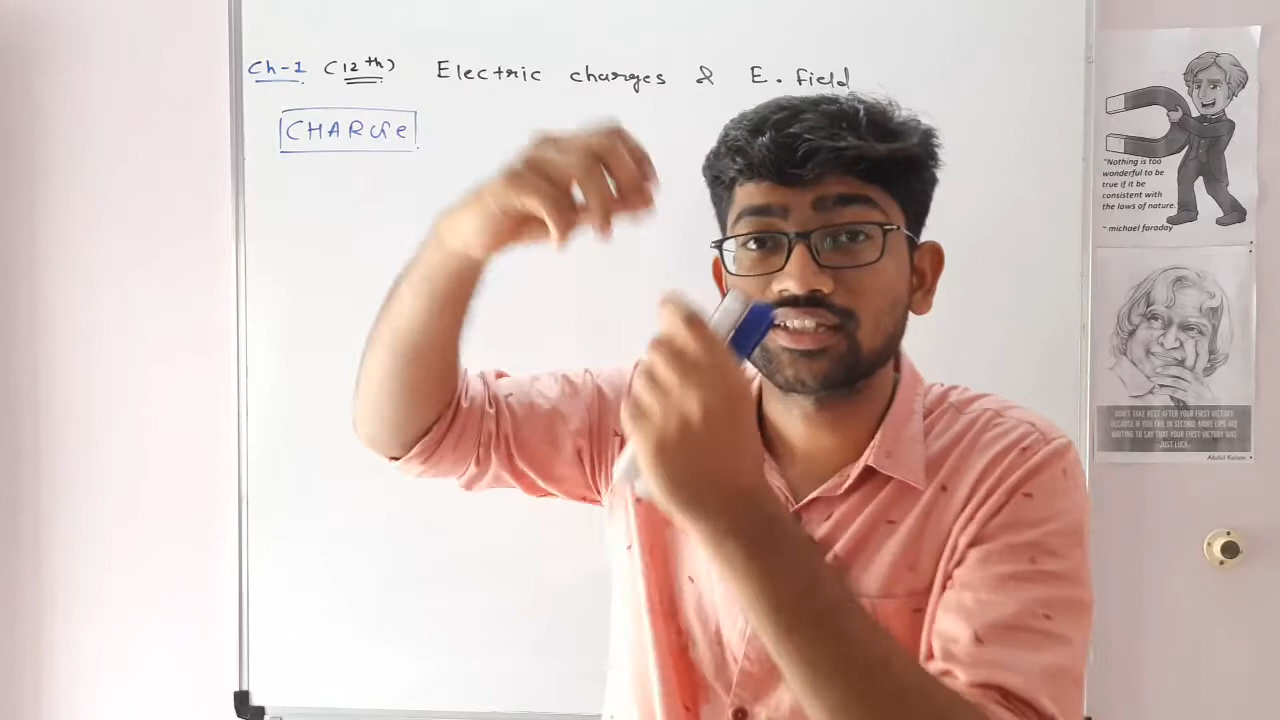 Ch-1 (12th) Electric charges & E. field
CHARGE
"Nothing is too
wonderful to be
true if it be
consistent with
the laws of nature.
~ michael faraday
DON'T TAKE REST AFTER YOUR FIRST VICTORY
BECAUSE IF YOU FAIL IN SECOND, MORE LIPS ARE
WAITING TO SAY THAT YOUR FIRST VICTORY WAS
JUST LUCK.
Abdul Kalam